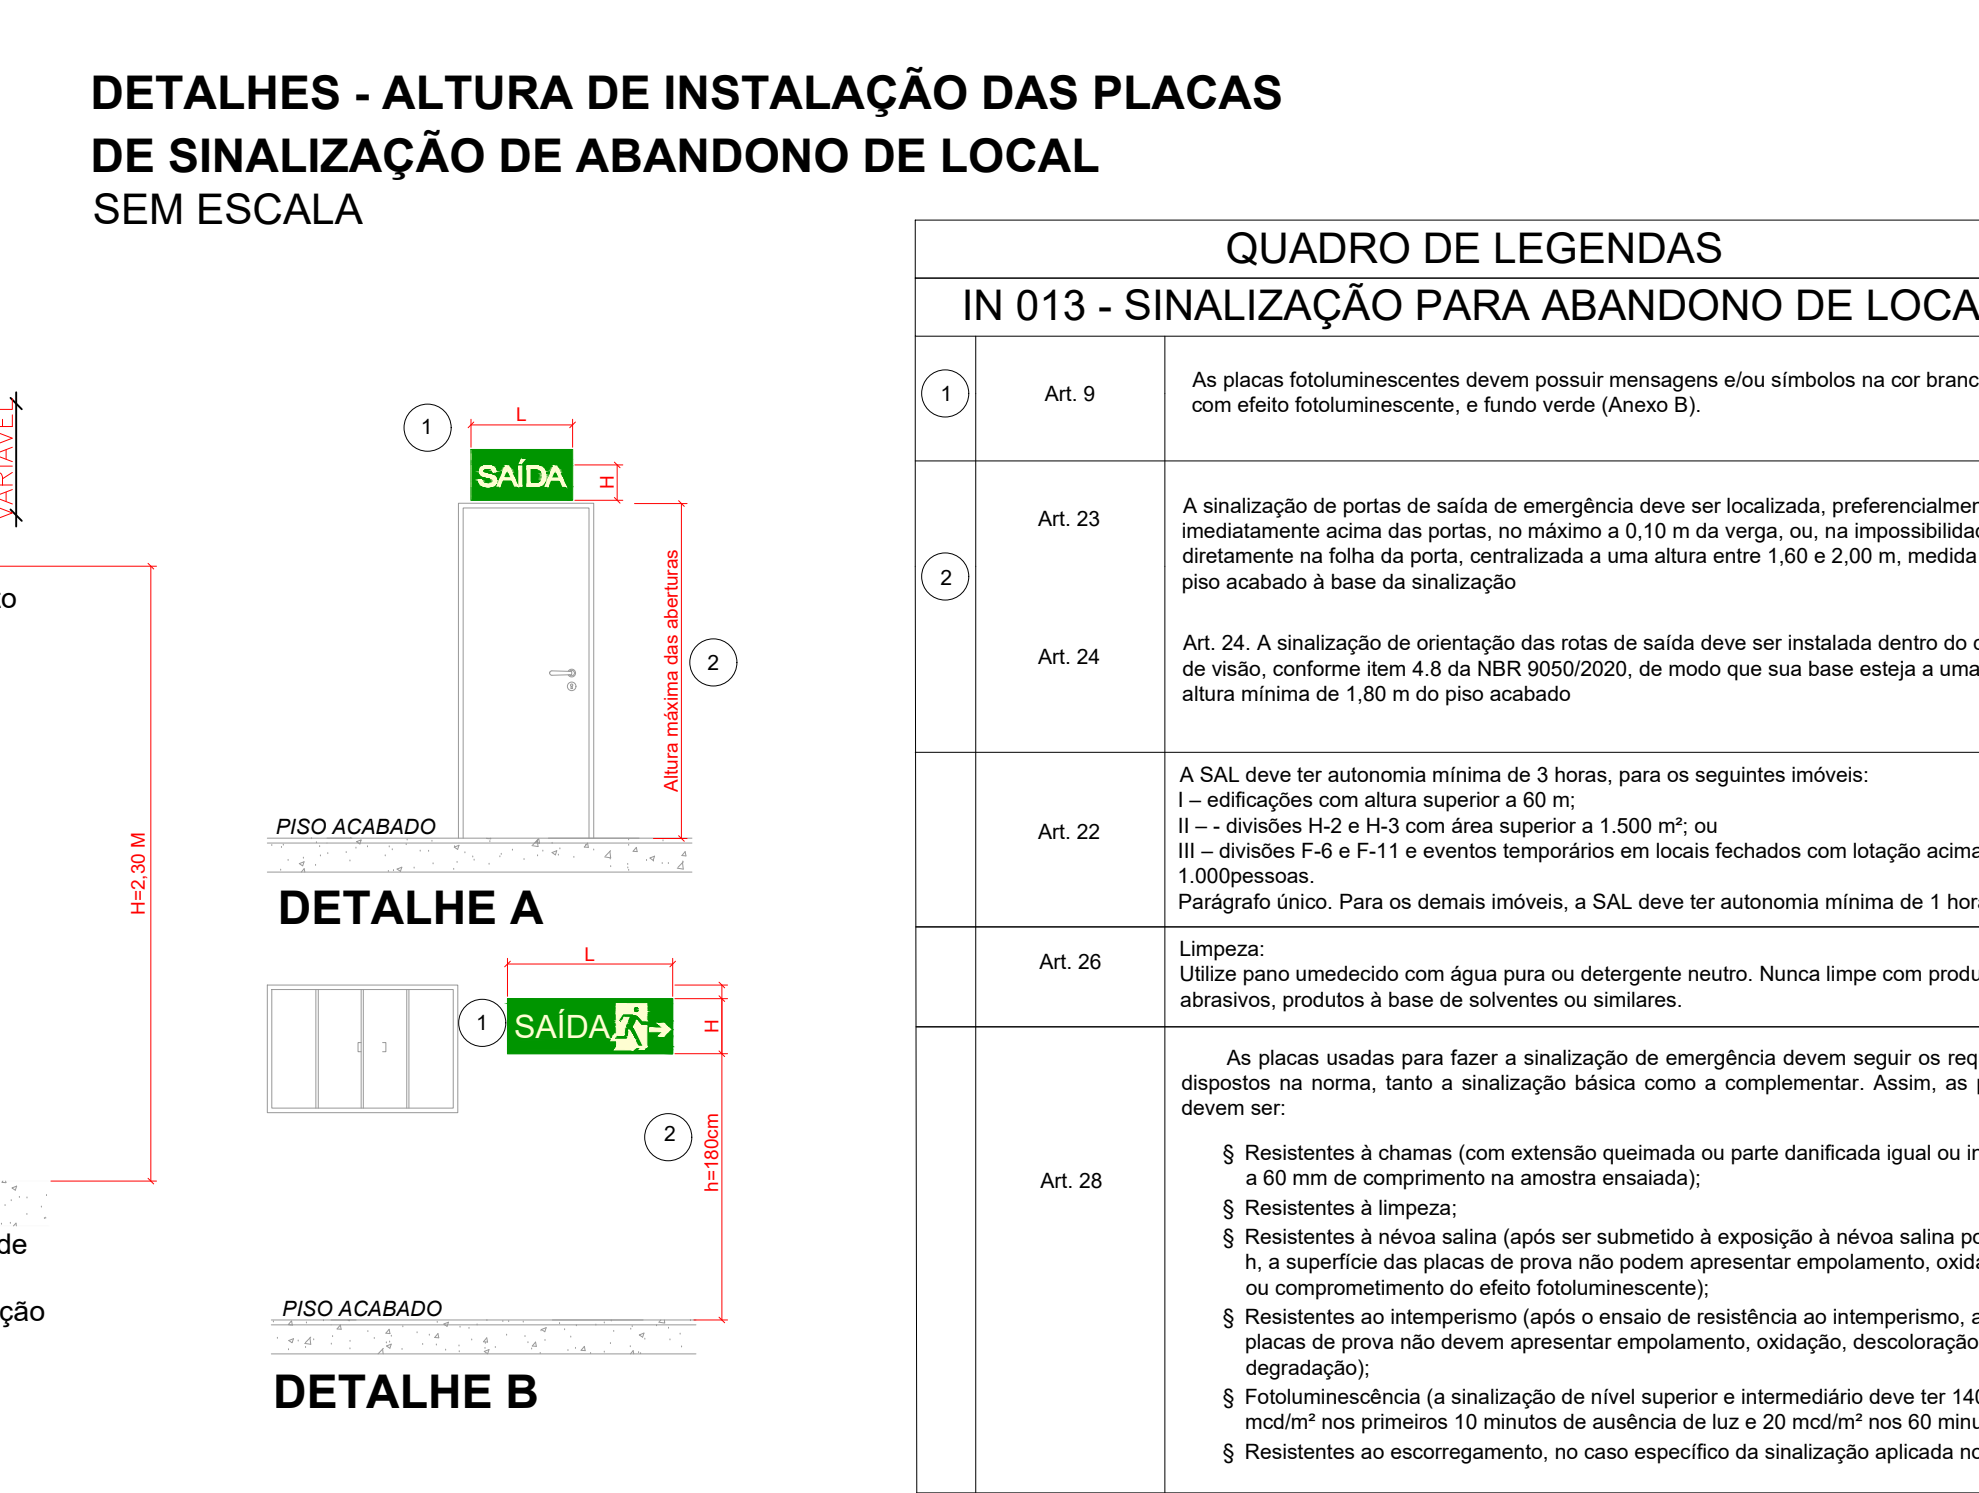 DETALHES - ALTURA DE INSTALAÇÃO DAS PLACAS
DE SINALIZAÇÃO DE ABANDONO DE LOCAL
SEM ESCALA
VARIÁVEL
H=2,30 M
de
ção
1
L
SAÍDA
H
Altura máxima das aberturas
2
PISO ACABADO
DETALHE A
L
1
SAÍDA
H
2
h=180cm
PISO ACABADO
DETALHE B
QUADRO DE LEGENDAS
IN 013 - SINALIZAÇÃO PARA ABANDONO DE LOCA
1
Art. 9
As placas fotoluminescentes devem possuir mensagens e/ou símbolos na cor branc
com efeito fotoluminescente, e fundo verde (Anexo B).
2
Art. 23
A sinalização de portas de saída de emergência deve ser localizada, preferencialmen
imediatamente acima das portas, no máximo a 0,10 m da verga, ou, na impossibilidad
diretamente na folha da porta, centralizada a uma altura entre 1,60 e 2,00 m, medida
piso acabado à base da sinalização
Art. 24
Art. 24. A sinalização de orientação das rotas de saída deve ser instalada dentro do
de visão, conforme item 4.8 da NBR 9050/2020, de modo que sua base esteja a uma
altura mínima de 1,80 m do piso acabado
Art. 22
A SAL deve ter autonomia mínima de 3 horas, para os seguintes imóveis:
I – edificações com altura superior a 60 m;
II – - divisões H-2 e H-3 com área superior a 1.500 m²; ou
III – divisões F-6 e F-11 e eventos temporários em locais fechados com lotação acima
1.000pessoas.
Parágrafo único. Para os demais imóveis, a SAL deve ter autonomia mínima de 1 hora
Art. 26
Limpeza:
Utilize pano umedecido com água pura ou detergente neutro. Nunca limpe com produ
abrasivos, produtos à base de solventes ou similares.
Art. 28
As placas usadas para fazer a sinalização de emergência devem seguir os req
dispostos na norma, tanto a sinalização básica como a complementar. Assim, as
devem ser:
§ Resistentes à chamas (com extensão queimada ou parte danificada igual ou in
a 60 mm de comprimento na amostra ensaiada);
§ Resistentes à limpeza;
§ Resistentes à névoa salina (após ser submetido à exposição à névoa salina po
h, a superfície das placas de prova não podem apresentar empolamento, oxida
ou comprometimento do efeito fotoluminescente);
§ Resistentes ao intemperismo (após o ensaio de resistência ao intemperismo, a
placas de prova não devem apresentar empolamento, oxidação, descoloração
degradação);
§ Fotoluminescência (a sinalização de nível superior e intermediário deve ter 140
mcd/m² nos primeiros 10 minutos de ausência de luz e 20 mcd/m² nos 60 minu
§ Resistentes ao escorregamento, no caso específico da sinalização aplicada no